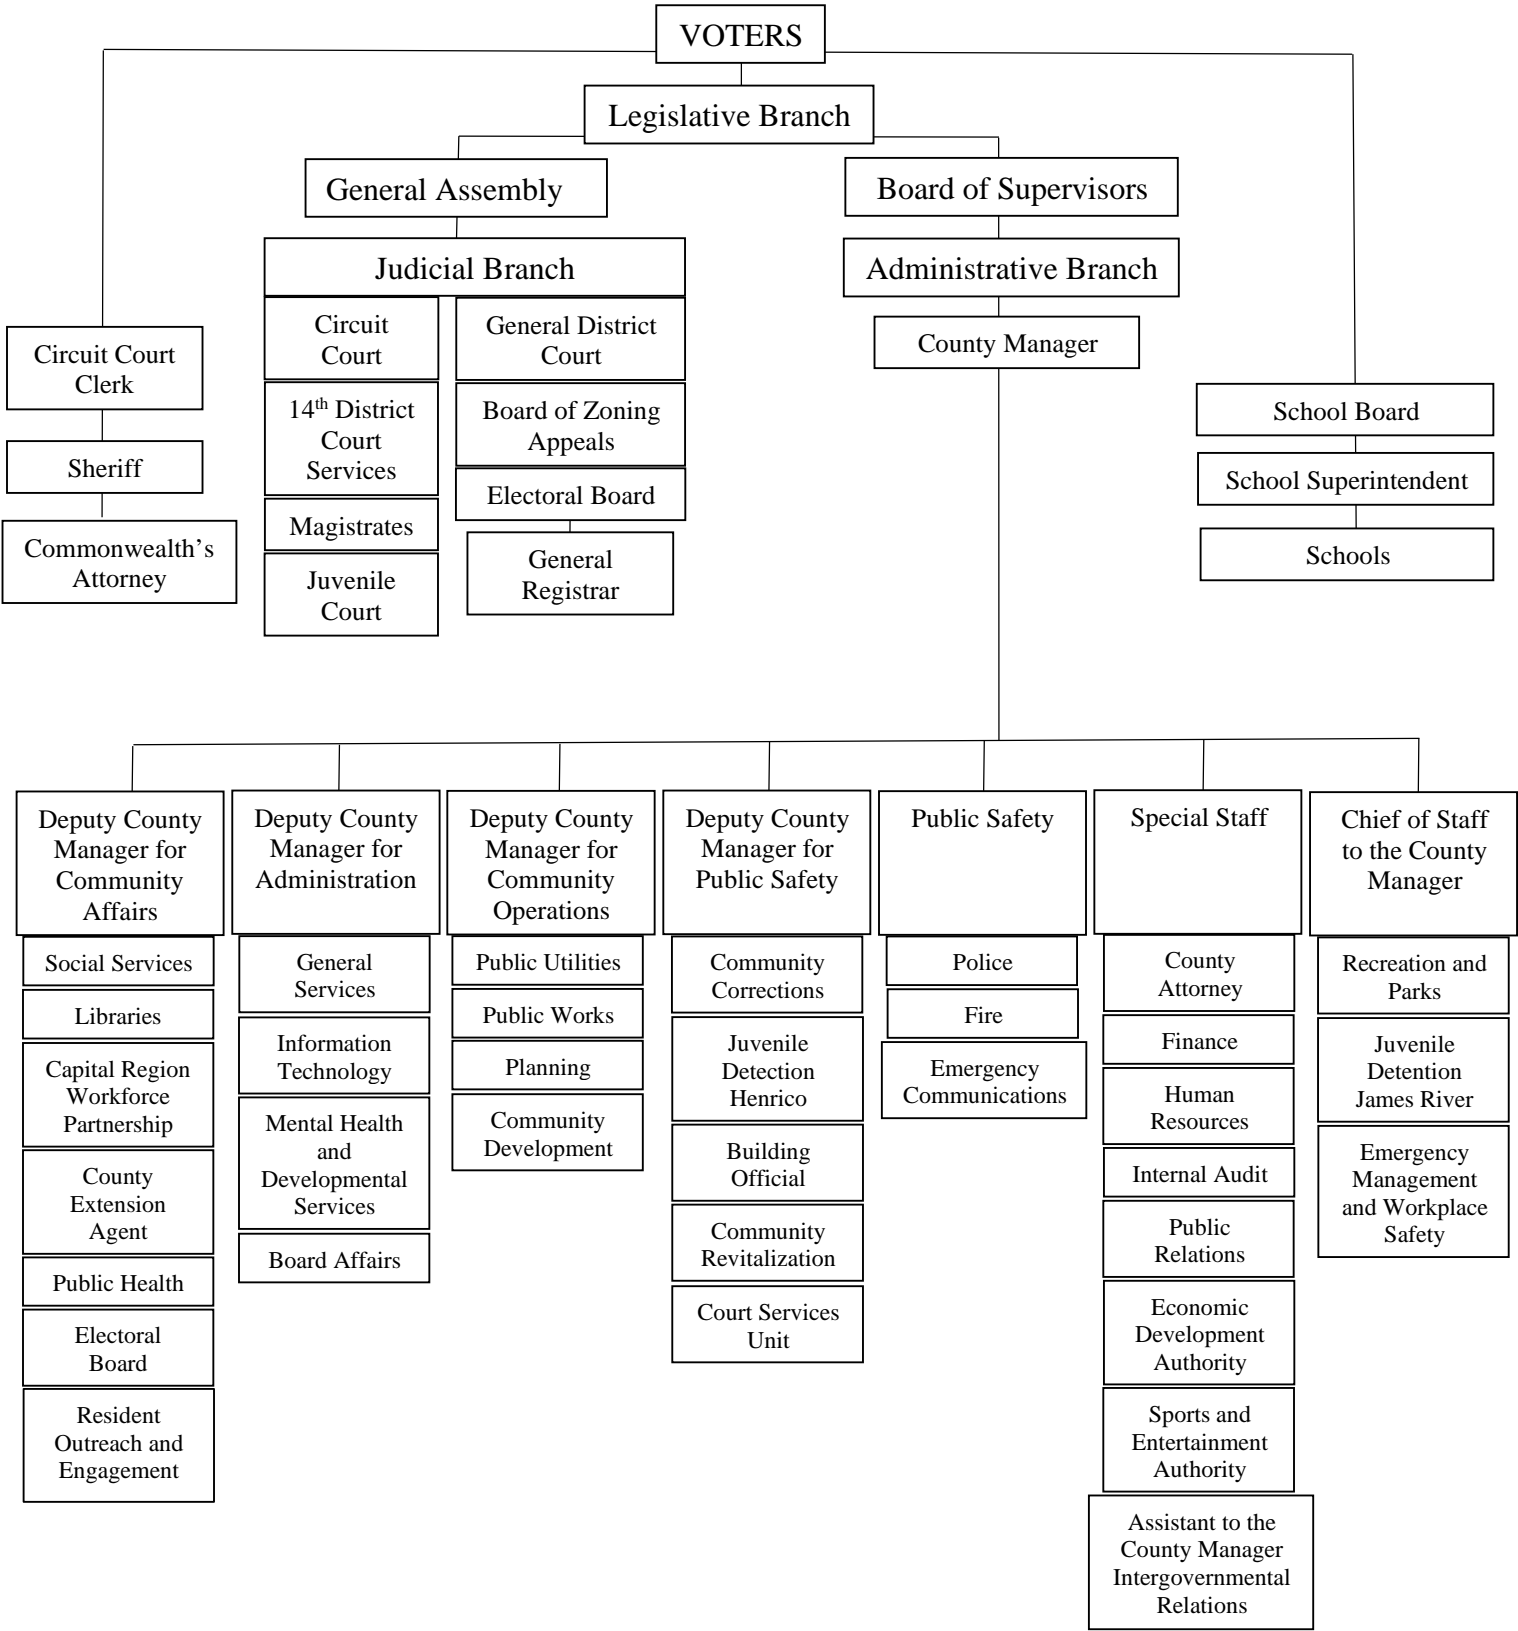 VOTERS
Legislative Branch
General Assembly
Board of Supervisors
Judicial Branch
Administrative Branch
Circuit
Court
General District
Court
County Manager
Circuit Court
Clerk
14th District
Court
Services
Board of Zoning
Appeals
School Board
Sheriff
Electoral Board
School Superintendent
Magistrates
Commonwealth’s
Attorney
General
Registrar
Schools
Juvenile
Court
Deputy County
Manager for
Community
Affairs
Social Services
Libraries
Capital Region
Workforce
Partnership
County
Extension
Agent
Public Health
Electoral
Board
Resident
Outreach and
Engagement
Deputy County
Manager for
Administration
General
Services
Information
Technology
Mental Health
and
Developmental
Services
Board Affairs
Deputy County
Manager for
Community
Operations
Public Utilities
Public Works
Planning
Community
Development
Deputy County
Manager for
Public Safety
Community
Corrections
Juvenile
Detection
Henrico
Building
Official
Community
Revitalization
Court Services
Unit
Public Safety
Police
Fire
Emergency
Communications
Special Staff
County
Attorney
Finance
Human
Resources
Internal Audit
Public
Relations
Economic
Development
Authority
Sports and
Entertainment
Authority
Assistant to the
County Manager
Intergovernmental
Relations
Chief of Staff
to the County
Manager
Recreation and
Parks
Juvenile
Detention
James River
Emergency
Management
and Workplace
Safety